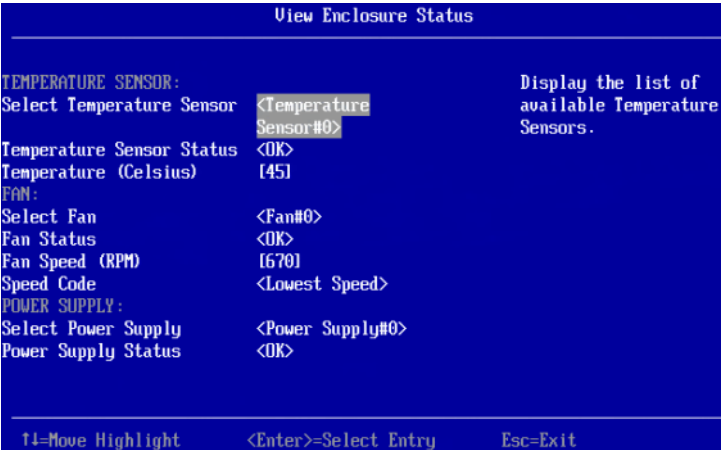 View Enclosure Status
TEMPERATURE SENSOR:
Select Temperature Sensor <Temperature Sensor#0>
Temperature Sensor Status <OK>
Temperature (Celsius) [45]
FAN:
Select Fan <Fan#0>
Fan Status <OK>
Fan Speed (RPM) [670]
Speed Code <Lowest Speed>
POWER SUPPLY:
Select Power Supply <Power Supply#0>
Power Supply Status <OK>
Display the list of
available Temperature
Sensors.
↑↓=Move Highlight <Enter>=Select Entry Esc=Exit